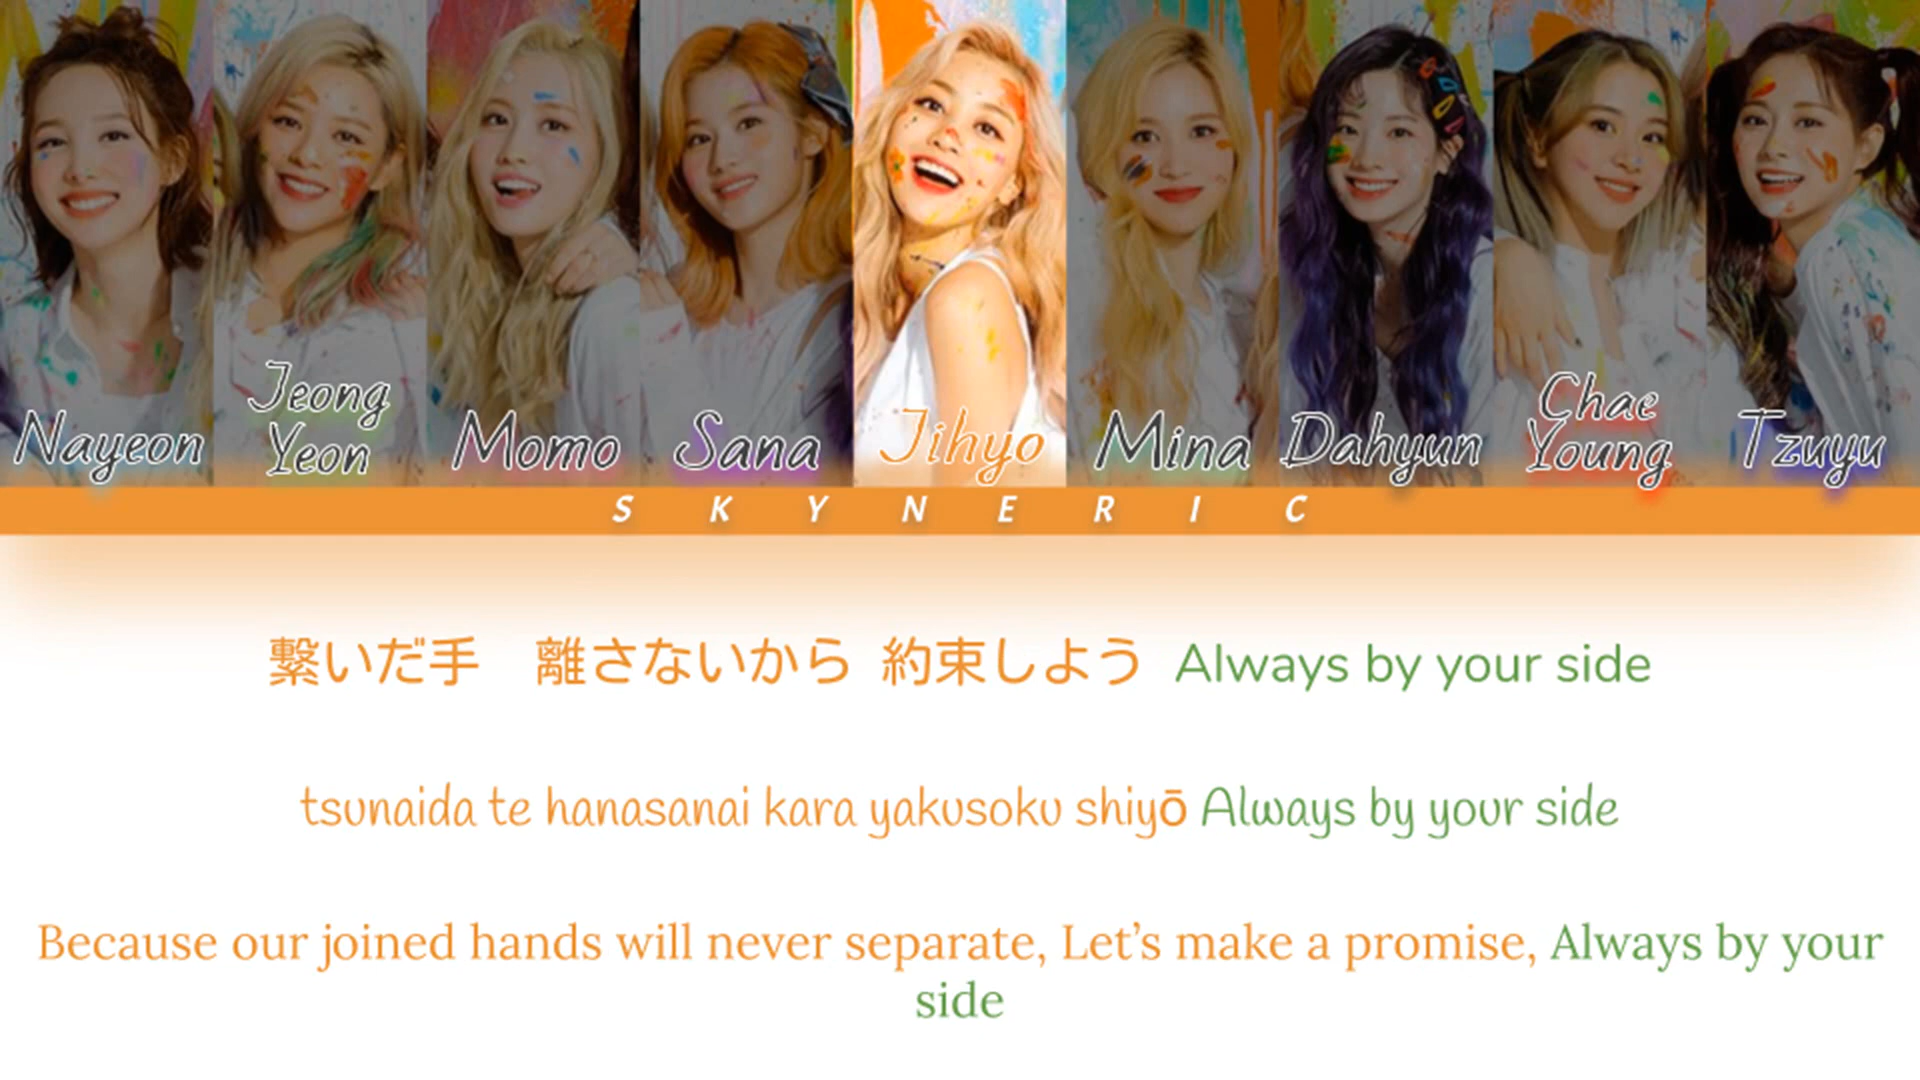 Nayeon
Jeong
Yeon
Momo
Sana
Jihyo
Mina
Dahyun
Chae
Young
Tzuyu
S K Y N E R I C
繋いだ手　離さないから 約束しよう Always by your side
tsunaida te hanasanai kara yakusoku shiyō Always by your side
Because our joined hands will never separate, Let’s make a promise, Always by your
side